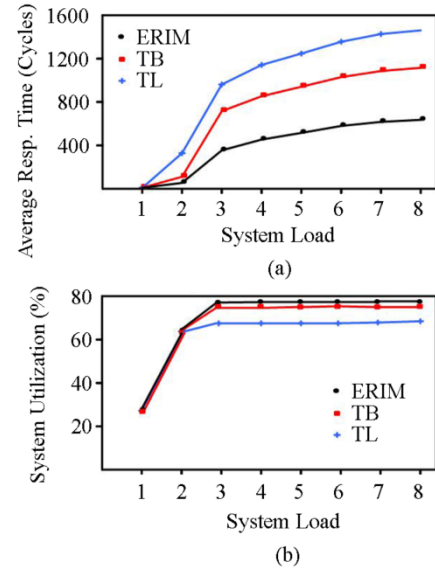 (a)
Average Resp. Time (Cycles)
1600
1200
800
400
ERIM
TB
TL
1 2 3 4 5 6 7 8
System Load
(a)
(b)
System Utilization (%)
80
60
40
20
ERIM
TB
TL
1 2 3 4 5 6 7 8
System Load
(b)